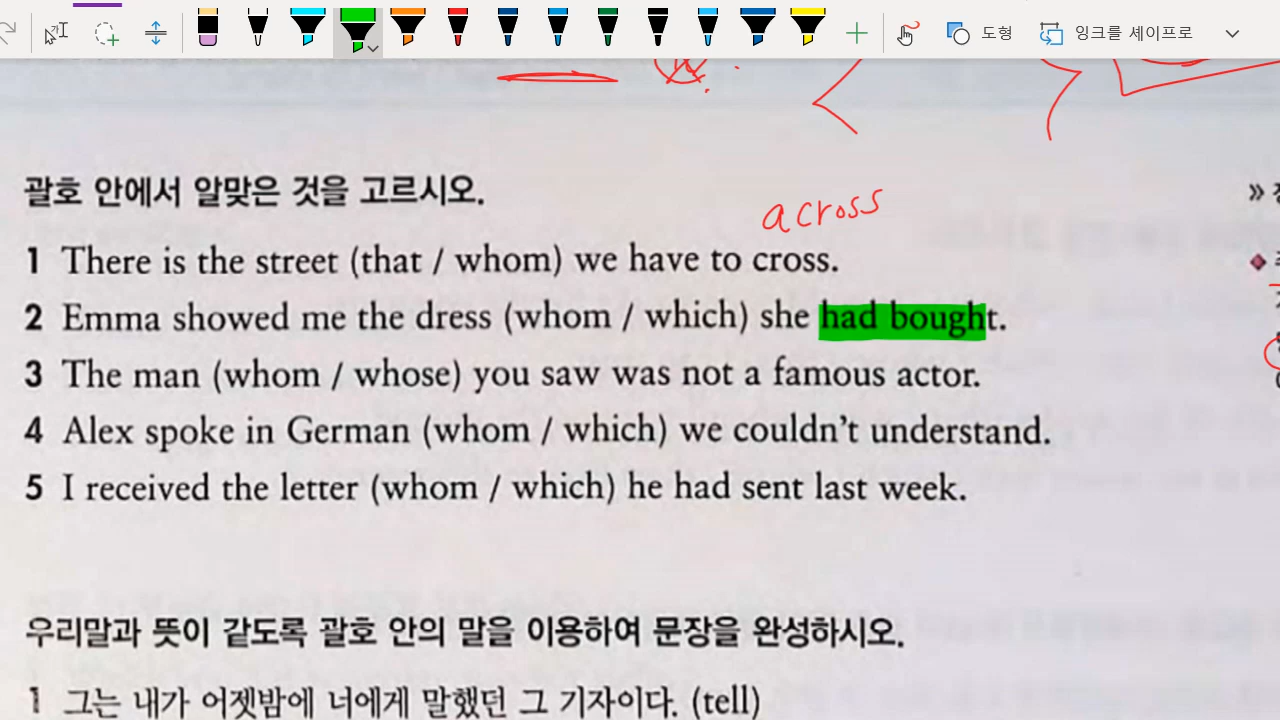 도형
잉크를 셰이프로
괄호 안에서 알맞은 것을 고르시오.
across
1 There is the street (that / whom) we have to cross.
2 Emma showed me the dress (whom / which) she had bought.
3 The man (whom / whose) you saw was not a famous actor.
4 Alex spoke in German (whom / which) we couldn't understand.
5 I received the letter (whom / which) he had sent last week.
우리말과 뜻이 같도록 괄호 안의 말을 이용하여 문장을 완성하시오.
1 그는 내가 어젯밤에 너에게 말했던 그 기자이다. (tell)